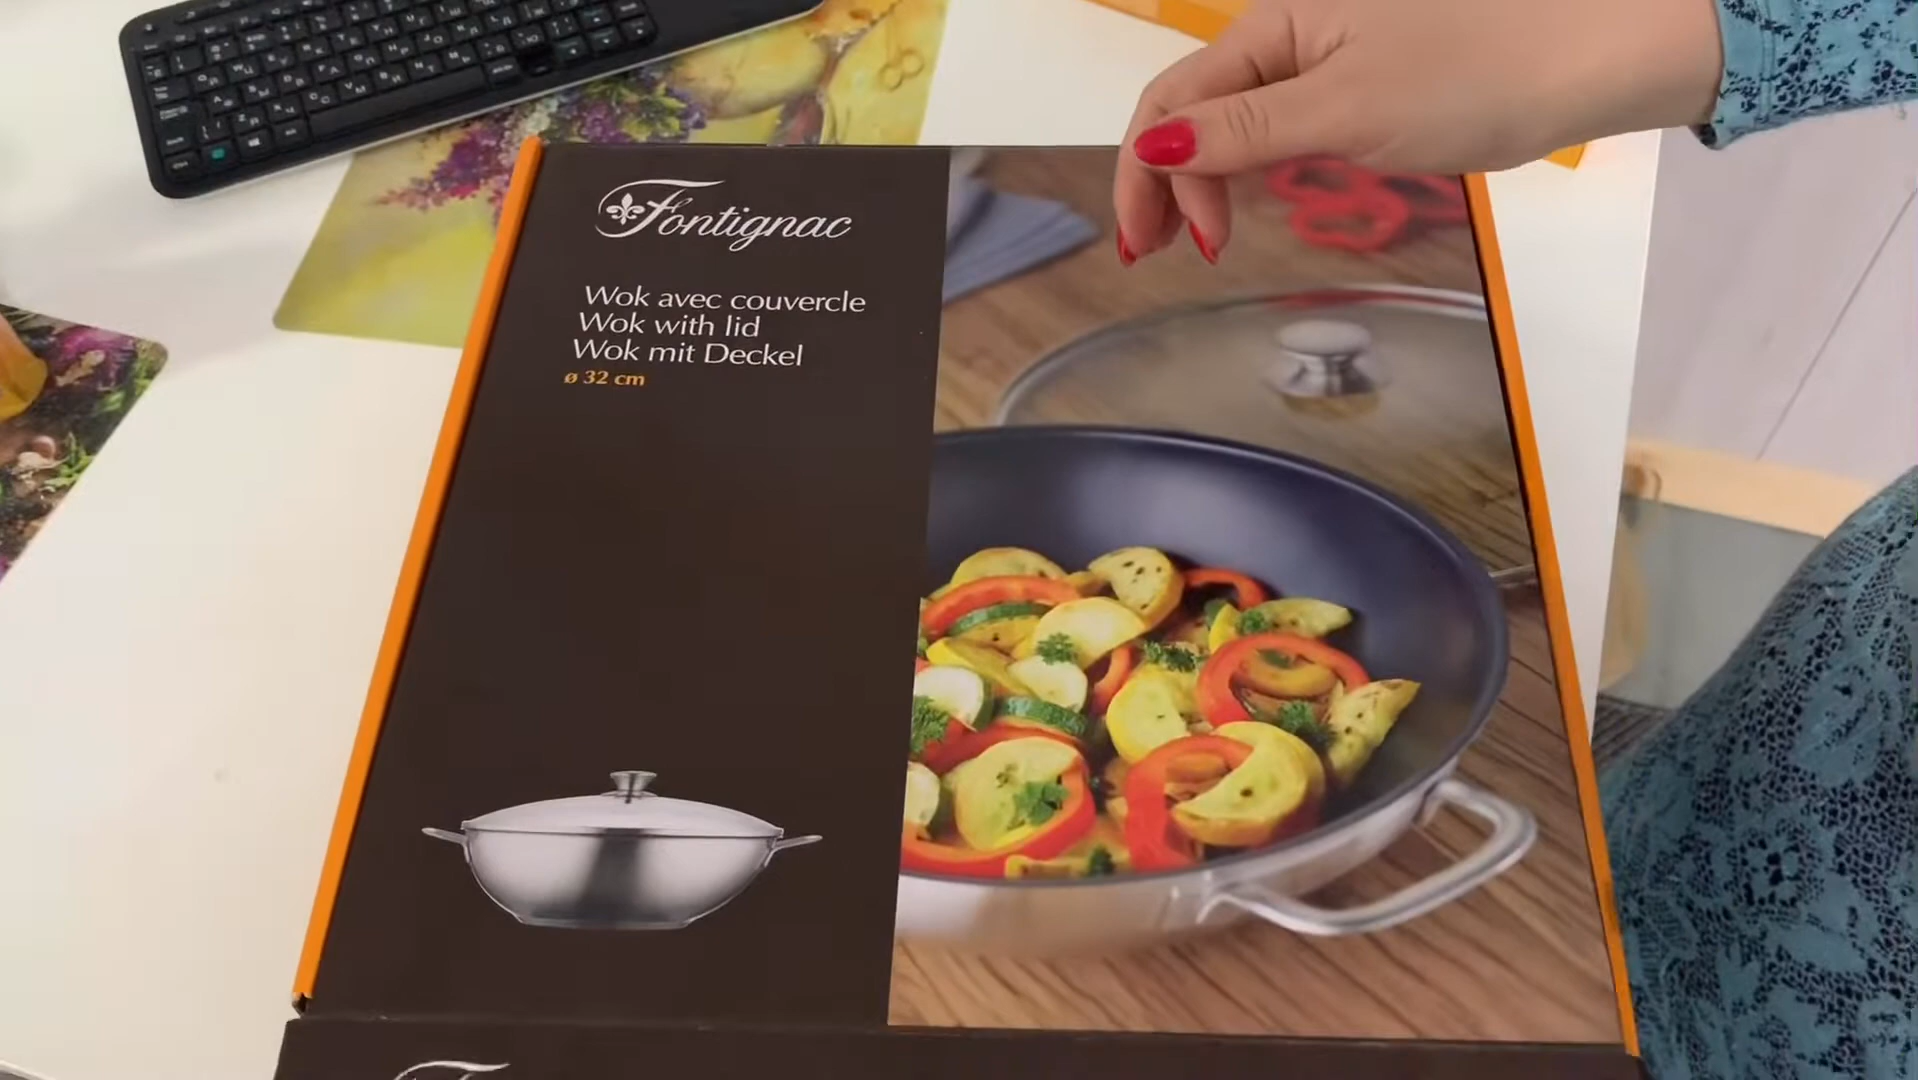 Fontignac
Wok avec couvercle
Wok with lid
Wok mit Deckel
ø 32 cm